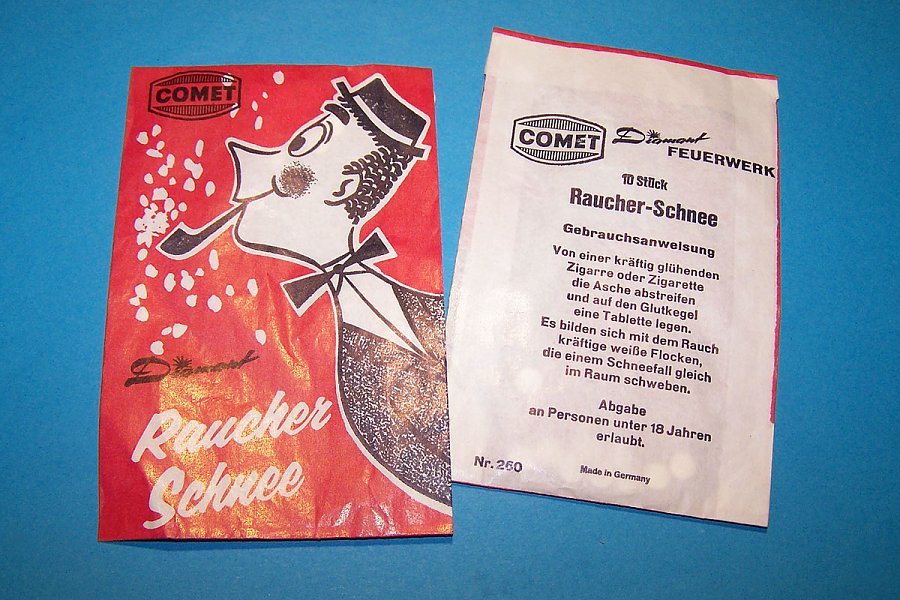 COMET
Diamant
Raucher
Schnee
COMET
Diamant
FEUERWERK
10 Stück
Raucher-Schnee
Gebrauchsanweisung
Von einer kräftig glühenden
Zigarre oder Zigarette
die Asche abstreifen
und auf den Glutkegel
eine Tablette legen.
Es bilden sich mit dem Rauch
kräftige weiße Flocken,
die einem Schneefall gleich
im Raum schweben.
Abgabe
an Personen unter 18 Jahren
erlaubt.
Nr. 260
Made in Germany